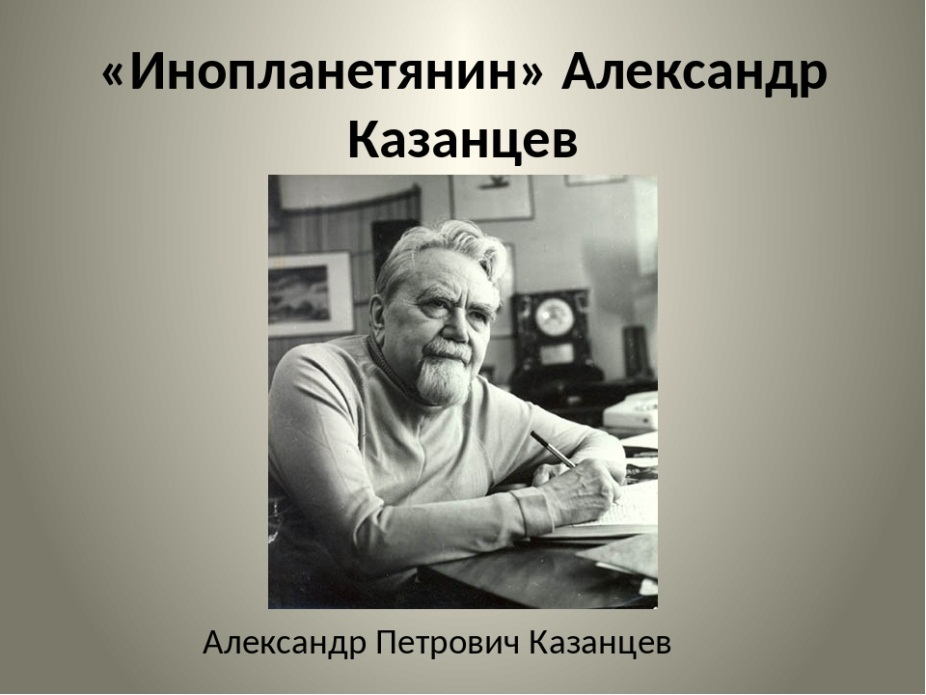 «Инопланетянин» Александр
Казанцев
Александр Петрович Казанцев